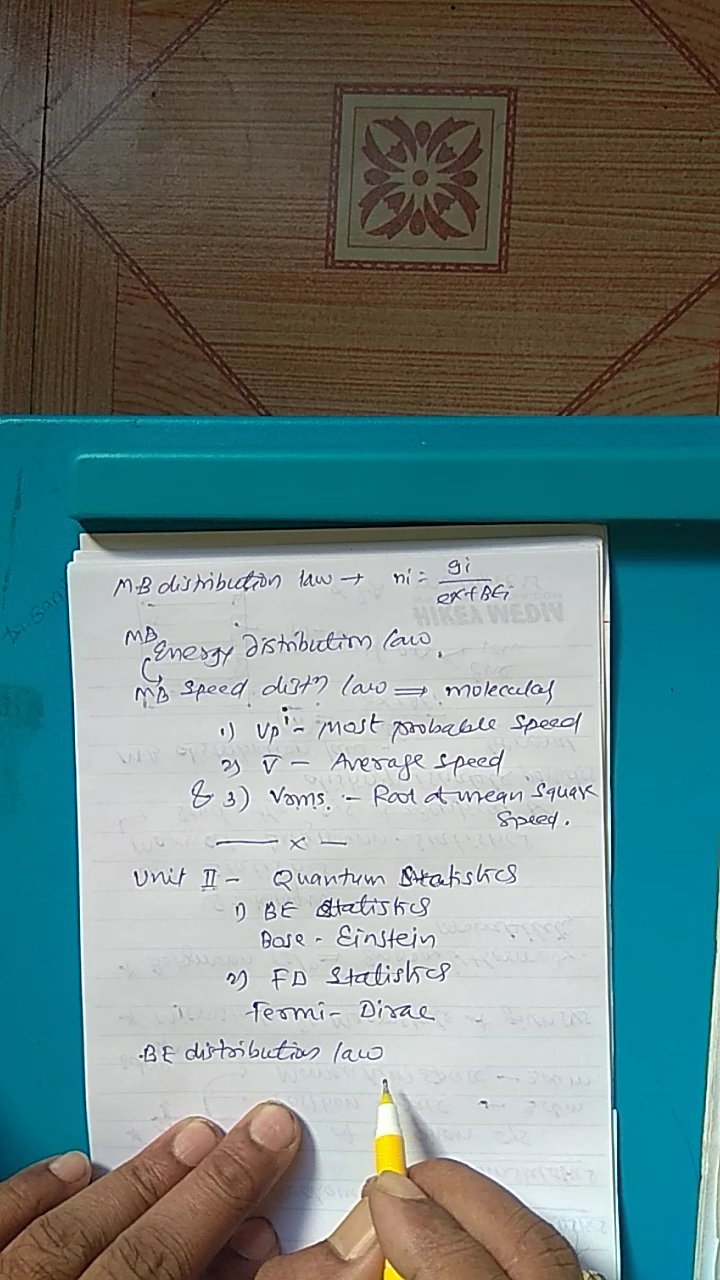 MB distribution law → ni = gi / eα+βEi
MB
Energy distribution law.
MB speed distn law ⇒ molecular
1) Vp - most probable speed
2) V̅ - Average speed
& 3) Vrms. - Root mean square
speed.
— x —
Unit II - Quantum Statistics
1) BE Statistics
Bose - Einstein
2) FD Statistics
Fermi - Dirac
BE distribution law